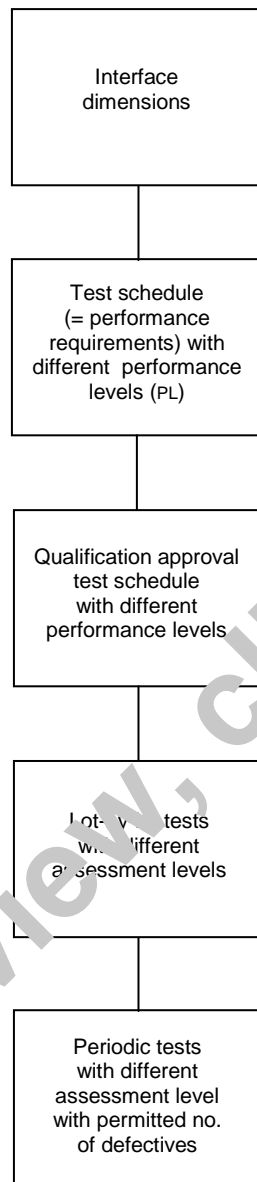 Interface
dimensions
Test schedule
(= performance
requirements) with
different performance
levels (PL)
Qualification approval
test schedule
with different
performance levels
tests
different
assessment levels
Periodic tests
with different
assessment level
with permitted no.
of defectives